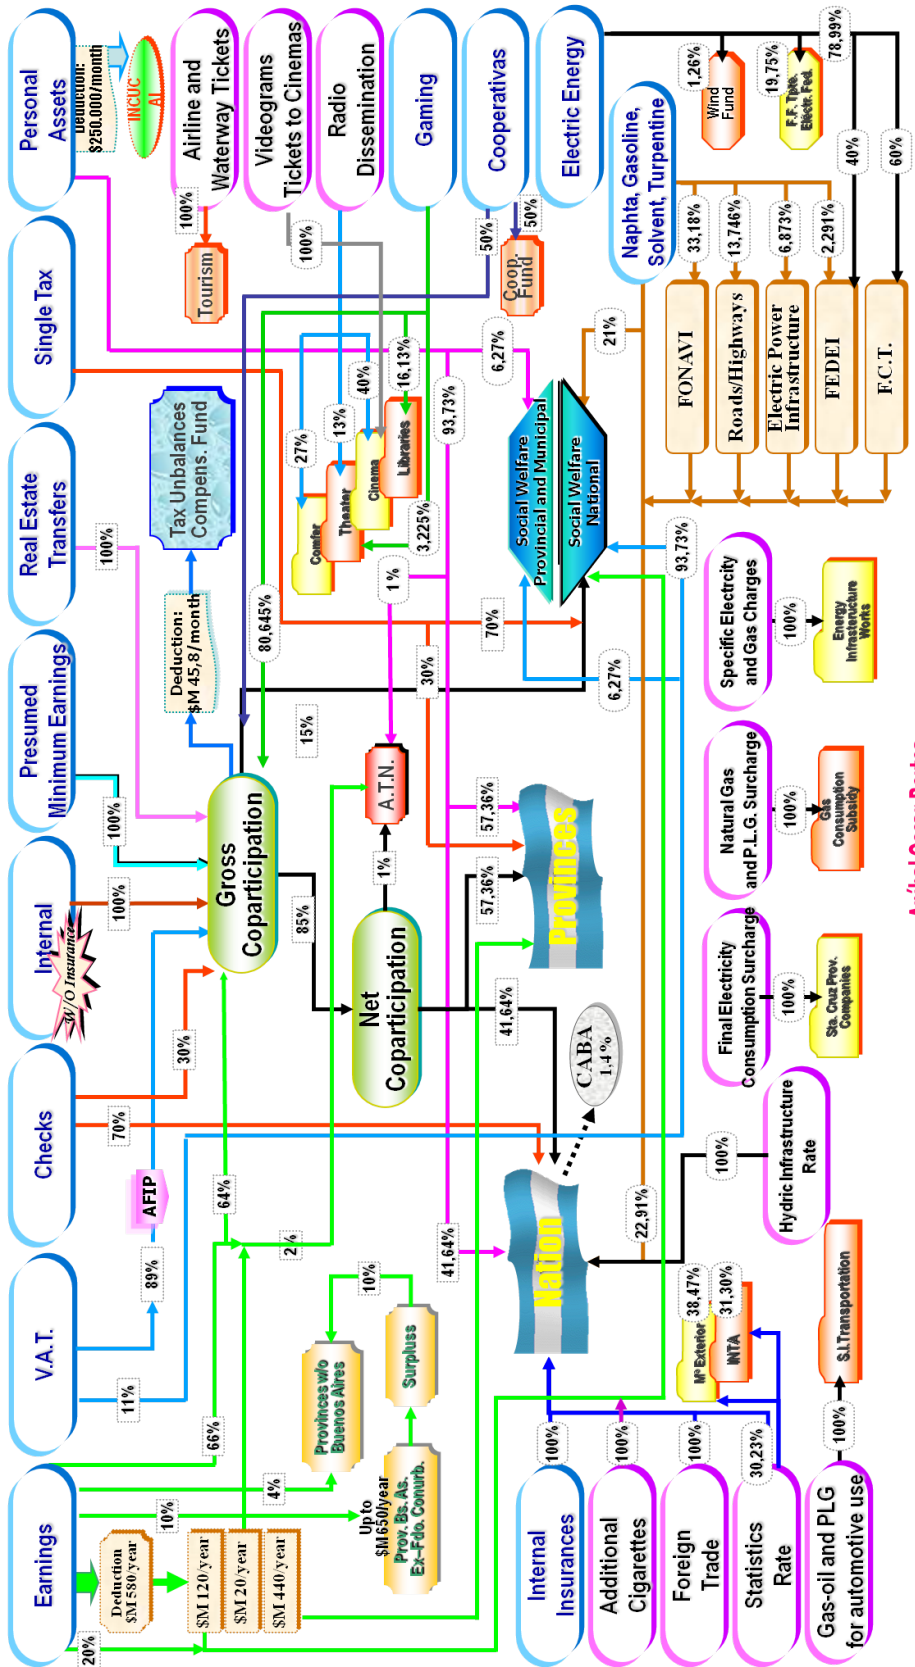 Earnings
V.A.T.
Checks
Internal
W/O Insurance
Presumed
Minimum Earnings
Real Estate
Transfers
Single Tax
Personal
Assets
Deduction:
$250.000/month
INCUC
AI
Airline and
Waterway Tickets
Videograms
Tickets to Cinemas
Radio
Dissemination
Gaming
Cooperativas
Electric Energy
Naphta, Gasoline,
Solvent, Turpentine
100%
Tourism
100%
50%
50%
Coop.
Fund
1,26%
Wind
Fund
19,75%
F.F. Tpte.
Electr. Fed.
78,99%
40%
60%
33,18%
13,746%
6,873%
2,291%
FONAVI
Roads/Highways
Electric Power
Infrastructure
FEDEI
F.C.T.
21%
Tax Unbalances
Compens. Fund
Deduction:
$M 45,8/month
27%
13%
40%
16,13%
Comfer
Theater
Cinema
Libraries
3,225%
93,73%
6,27%
Social Welfare
Provincial and Municipal
Social Welfare
National
100%
100%
100%
30%
70%
AFIP
89%
11%
64%
66%
2%
80,645%
15%
1%
70%
30%
6,27%
93,73%
Gross
Coparticipation
85%
Net
Coparticipation
1%
A.T.N.
57,36%
57,36%
Provinces
41,64%
41,64%
CABA
1,4%
Nation
22,91%
100%
Hydric Infrastructure
Rate
Deduction
$M 580/year
20%
$M 120/year
$M 20/year
$M 440/year
10%
4%
Provinces w/o
Buenos Aires
10%
Surpluss
Up to
$M 650/year
Prov. Bs. As.
Ex-Fdo. Conurb.
Internal
Insurances
100%
Additional
Cigarettes
100%
Foreign
Trade
100%
Statistics
Rate
30,23%
38,47%
31,30%
Mº Exterior
INTA
Gas-oil and PLG
for automotive use
100%
S.I.Transportation
Final Electricity
Consumption Surcharge
100%
Sta. Cruz Prov.
Companies
Natural Gas
and P.L.G. Surcharge
100%
Gas
Consumption
Subsidy
Specific Electrcity
and Gas Charges
100%
Energy
Infrasteructure
Works